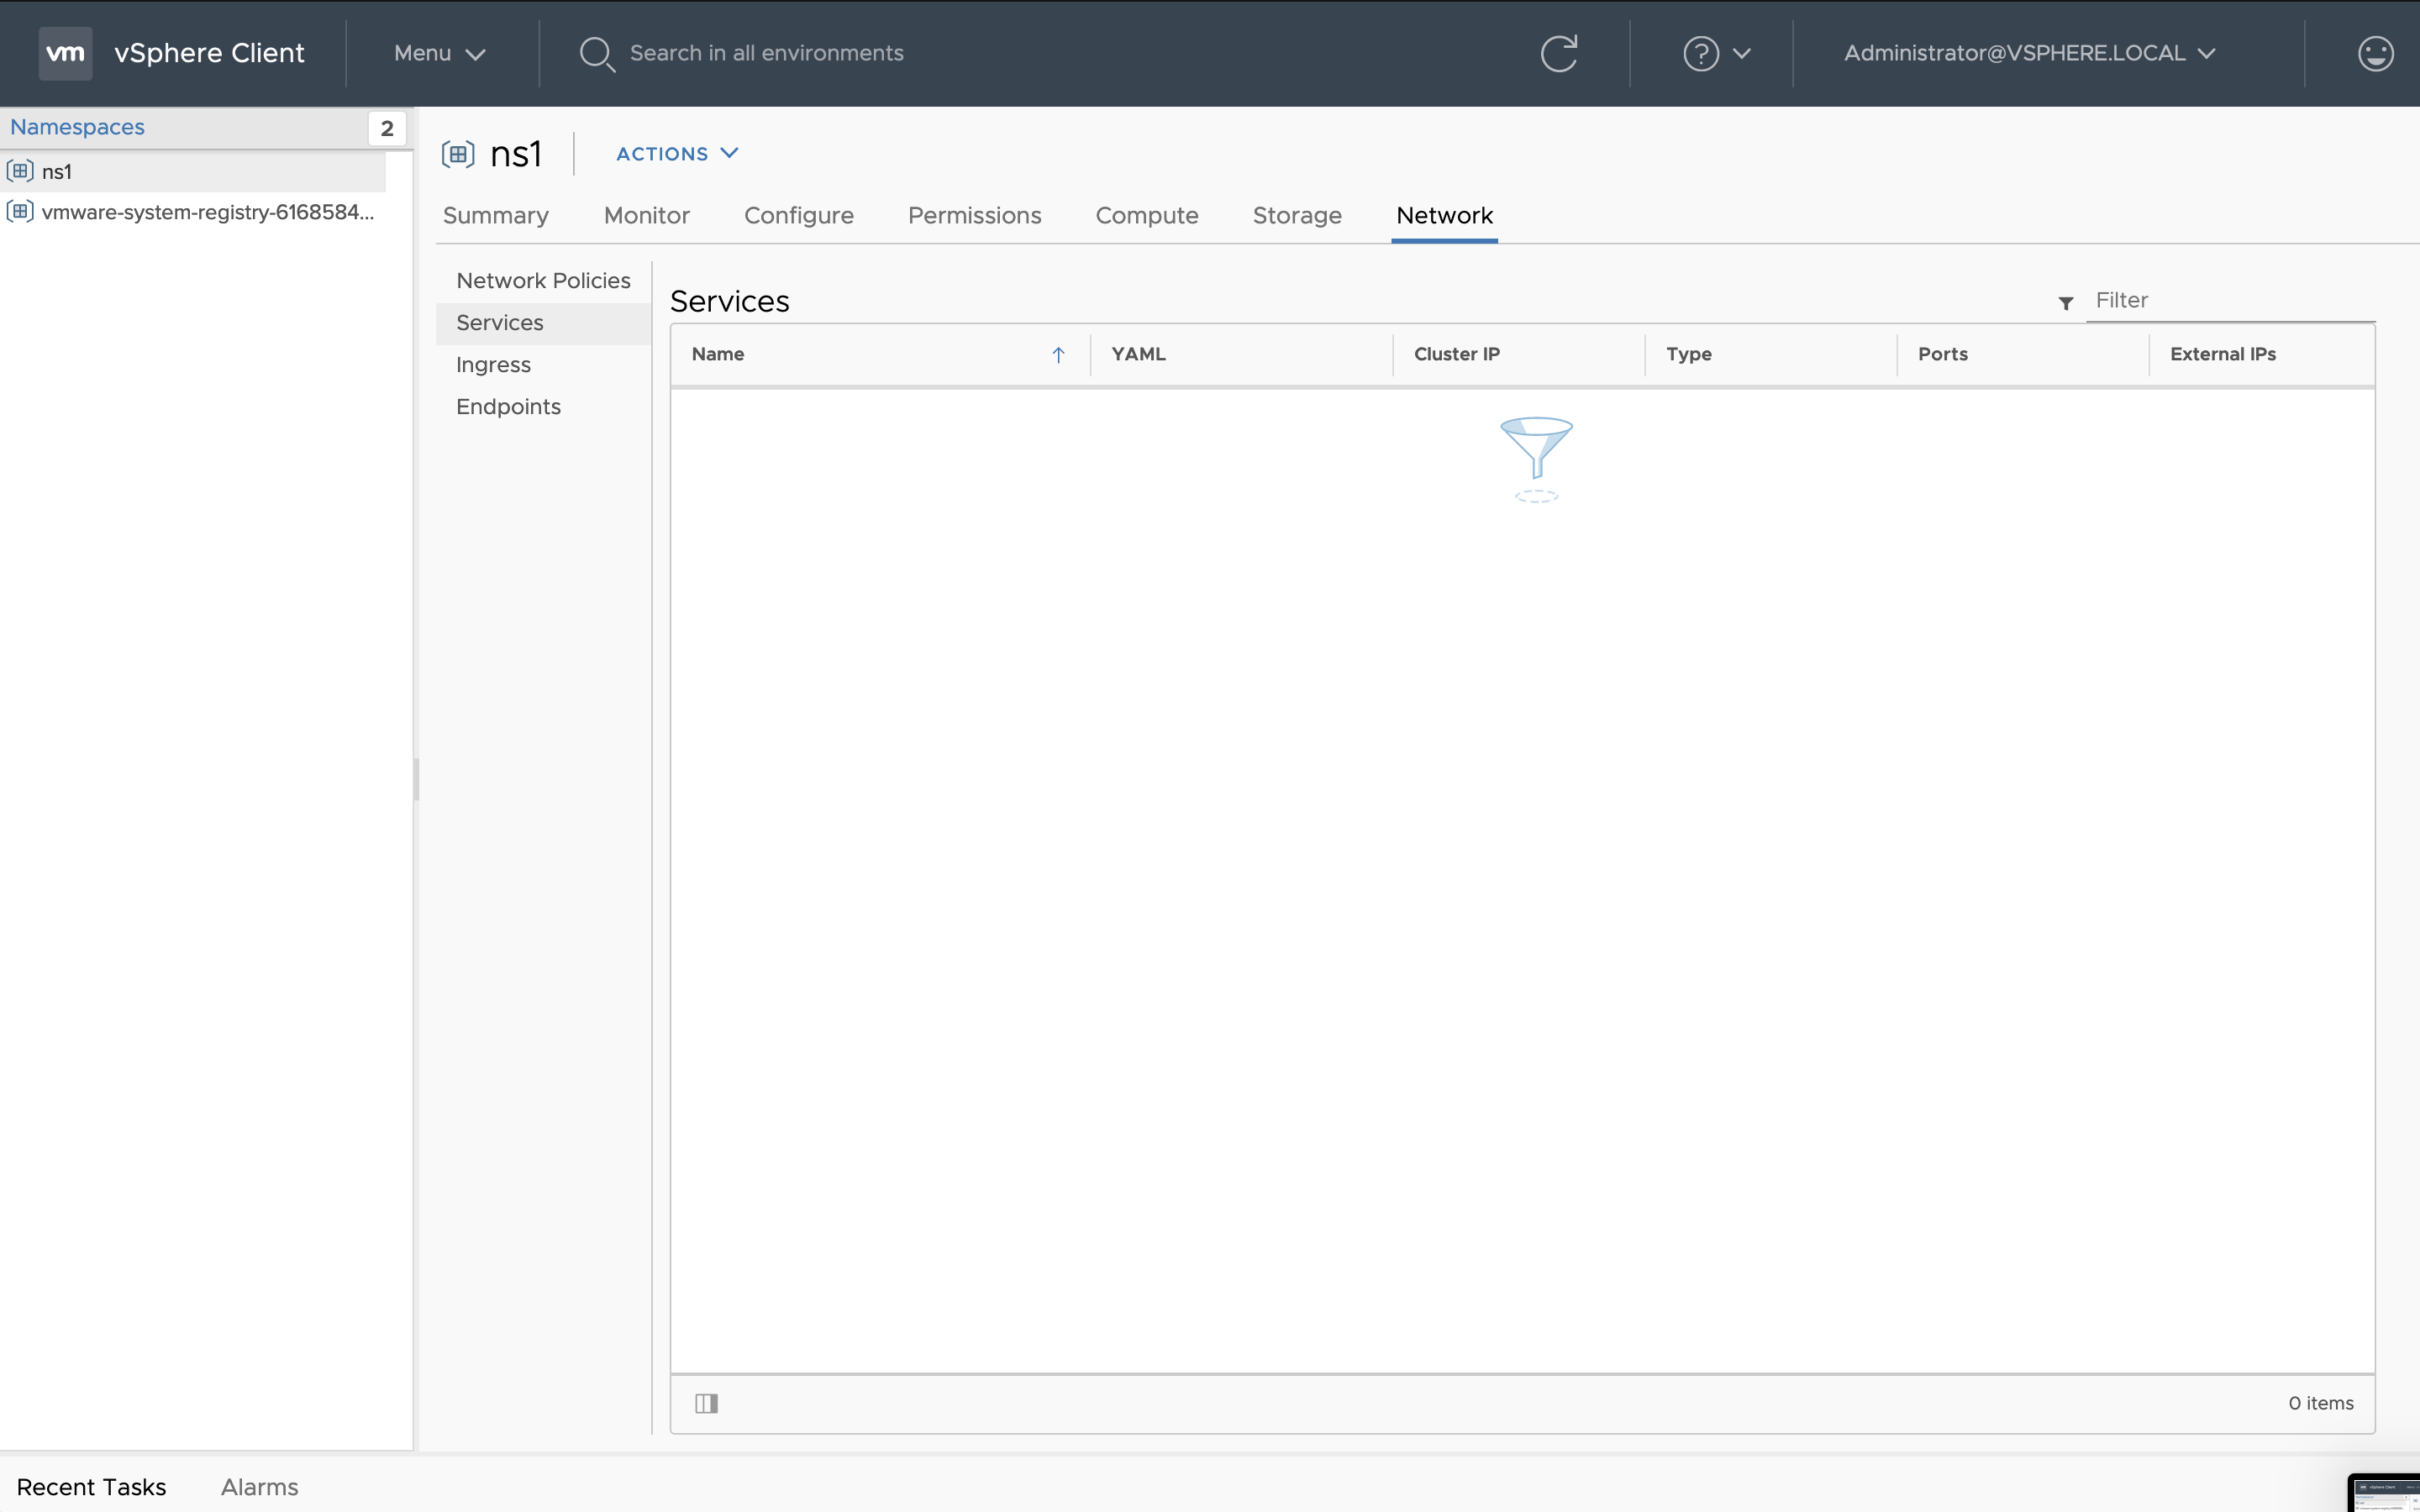 vm vSphere Client Menu Search in all environments ? Administrator@VSPHERE.LOCAL
Namespaces 2
ns1
vmware-system-registry-6168584...
ns1 ACTIONS
Summary Monitor Configure Permissions Compute Storage Network
Network Policies
Services
Ingress
Endpoints
Services Filter
Name YAML Cluster IP Type Ports External IPs
0 items
Recent Tasks Alarms